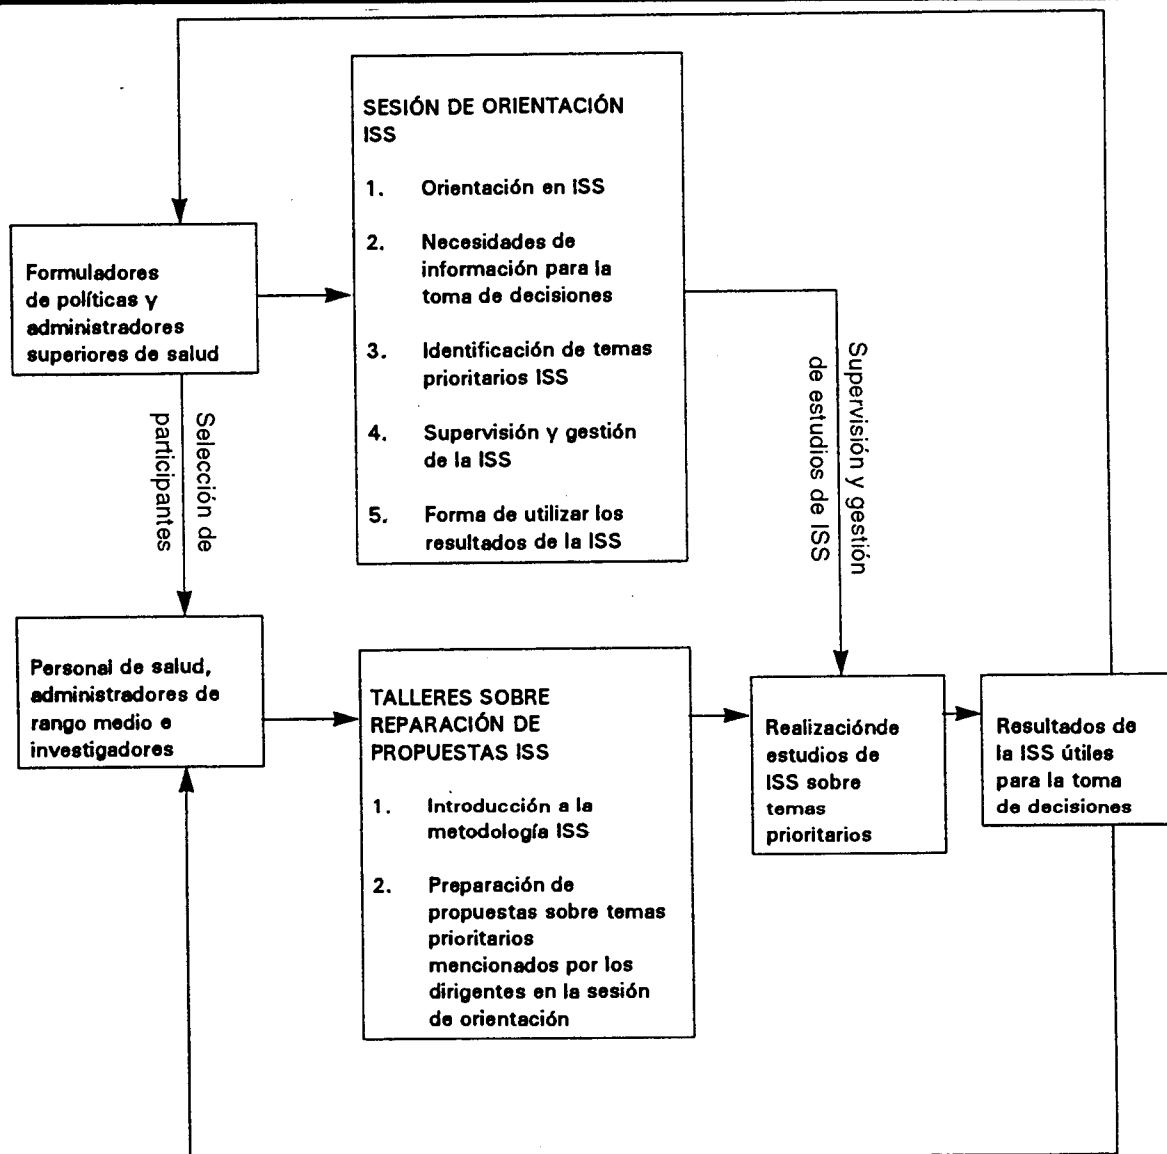 SESIÓN DE ORIENTACIÓN
ISS
1. Orientación en ISS
2. Necesidades de
información para la
toma de decisiones
3. Identificación de temas
prioritarios ISS
4. Supervisión y gestión
de la ISS
5. Forma de utilizar los
resultados de la ISS
Formuladores
de políticas y
administradores
superiores de salud
Selección de
participantes
Supervisión y gestión
de estudios de ISS
Personal de salud,
administradores de
rango medio e
investigadores
TALLERES SOBRE
REPARACIÓN DE
PROPUESTAS ISS
1. Introducción a la
metodología ISS
2. Preparación de
propuestas sobre temas
prioritarios
mencionados por los
dirigentes en la sesión
de orientación
Realizaciónde
estudios de
ISS sobre
temas
prioritarios
Resultados de
la ISS útiles
para la toma
de decisiones